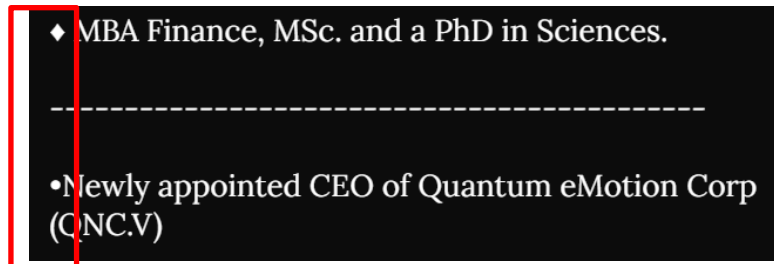 ♦ MBA Finance, MSc. and a PhD in Sciences.
--------------------------------------------
•Newly appointed CEO of Quantum eMotion Corp
(QNC.V)